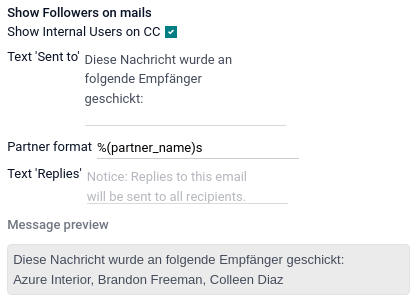 Show Followers on mails
Show Internal Users on CC
Text 'Sent to'
Diese Nachricht wurde an
folgende Empfänger
geschickt:
Partner format %(partner_name)s
Text 'Replies'
Notice: Replies to this email
will be sent to all recipients.
Message preview
Diese Nachricht wurde an folgende Empfänger geschickt:
Azure Interior, Brandon Freeman, Colleen Diaz